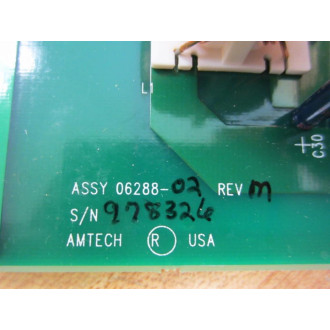 L1
C30
ASSY 06288-02 REV M
S/N 978326
AMTECH R USA